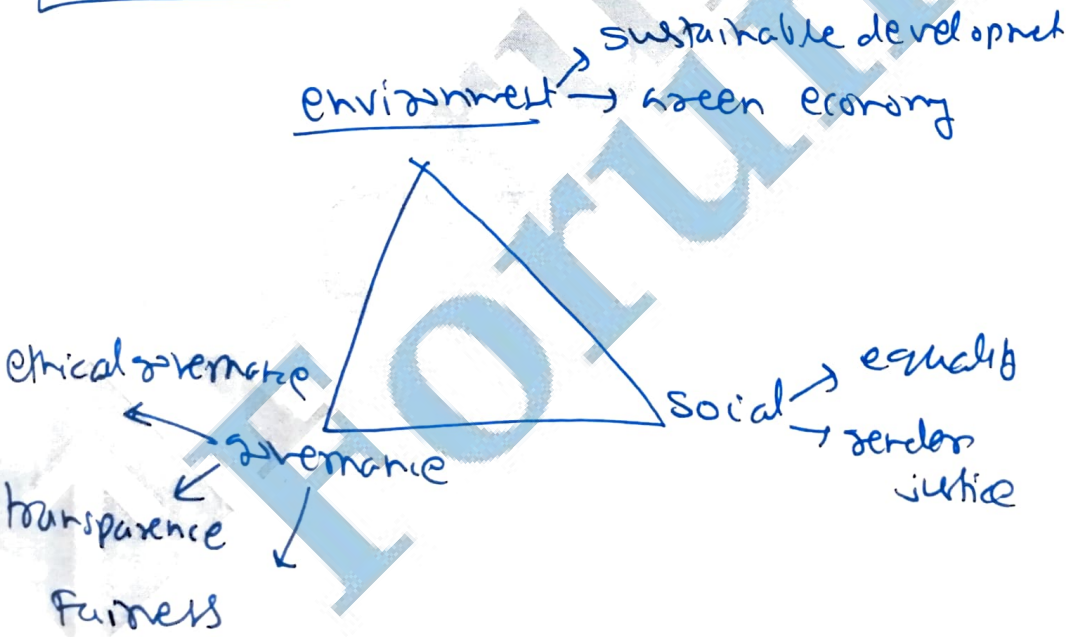 sustainable developmet
environment → green economy
ethical governance
equality
social
gender
justice
governance
transparence
Fairness
Forum